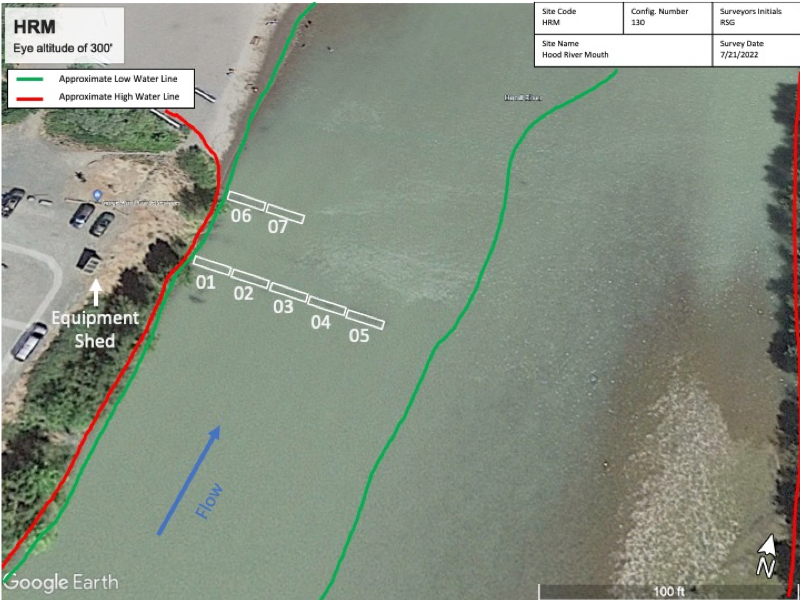 HRM
Eye altitude of 300'
Approximate Low Water Line
Approximate High Water Line
Site Code
HRM
Config. Number
130
Surveyors Initials
RSG
Site Name
Hood River Mouth
Survey Date
7/21/2022
06
07
01
02
03
04
05
Equipment
Shed
Flow
N
Google Earth
100 ft